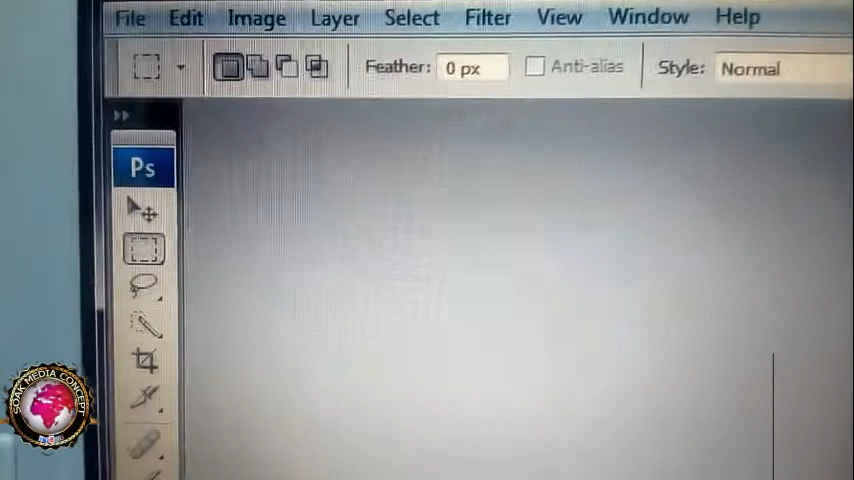 File Edit Image Layer Select Filter View Window Help
Feather: 0 px Anti-alias Style: Normal
Ps
SOAK MEDIA CONCEPT